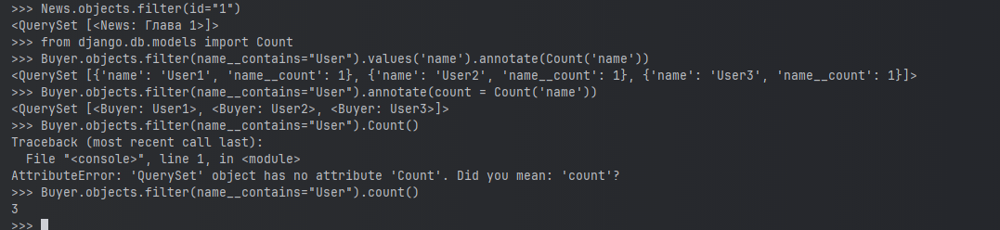 >>> News.objects.filter(id="1")
<QuerySet [<News: Глава 1>]>
>>> from django.db.models import Count
>>> Buyer.objects.filter(name__contains="User").values('name').annotate(Count('name'))
<QuerySet [{'name': 'User1', 'name__count': 1}, {'name': 'User2', 'name__count': 1}, {'name': 'User3', 'name__count': 1}]>
>>> Buyer.objects.filter(name__contains="User").annotate(count = Count('name'))
<QuerySet [<Buyer: User1>, <Buyer: User2>, <Buyer: User3>]>
>>> Buyer.objects.filter(name__contains="User").Count()
Traceback (most recent call last):
  File "<console>", line 1, in <module>
AttributeError: 'QuerySet' object has no attribute 'Count'. Did you mean: 'count'?
>>> Buyer.objects.filter(name__contains="User").count()
3
>>>